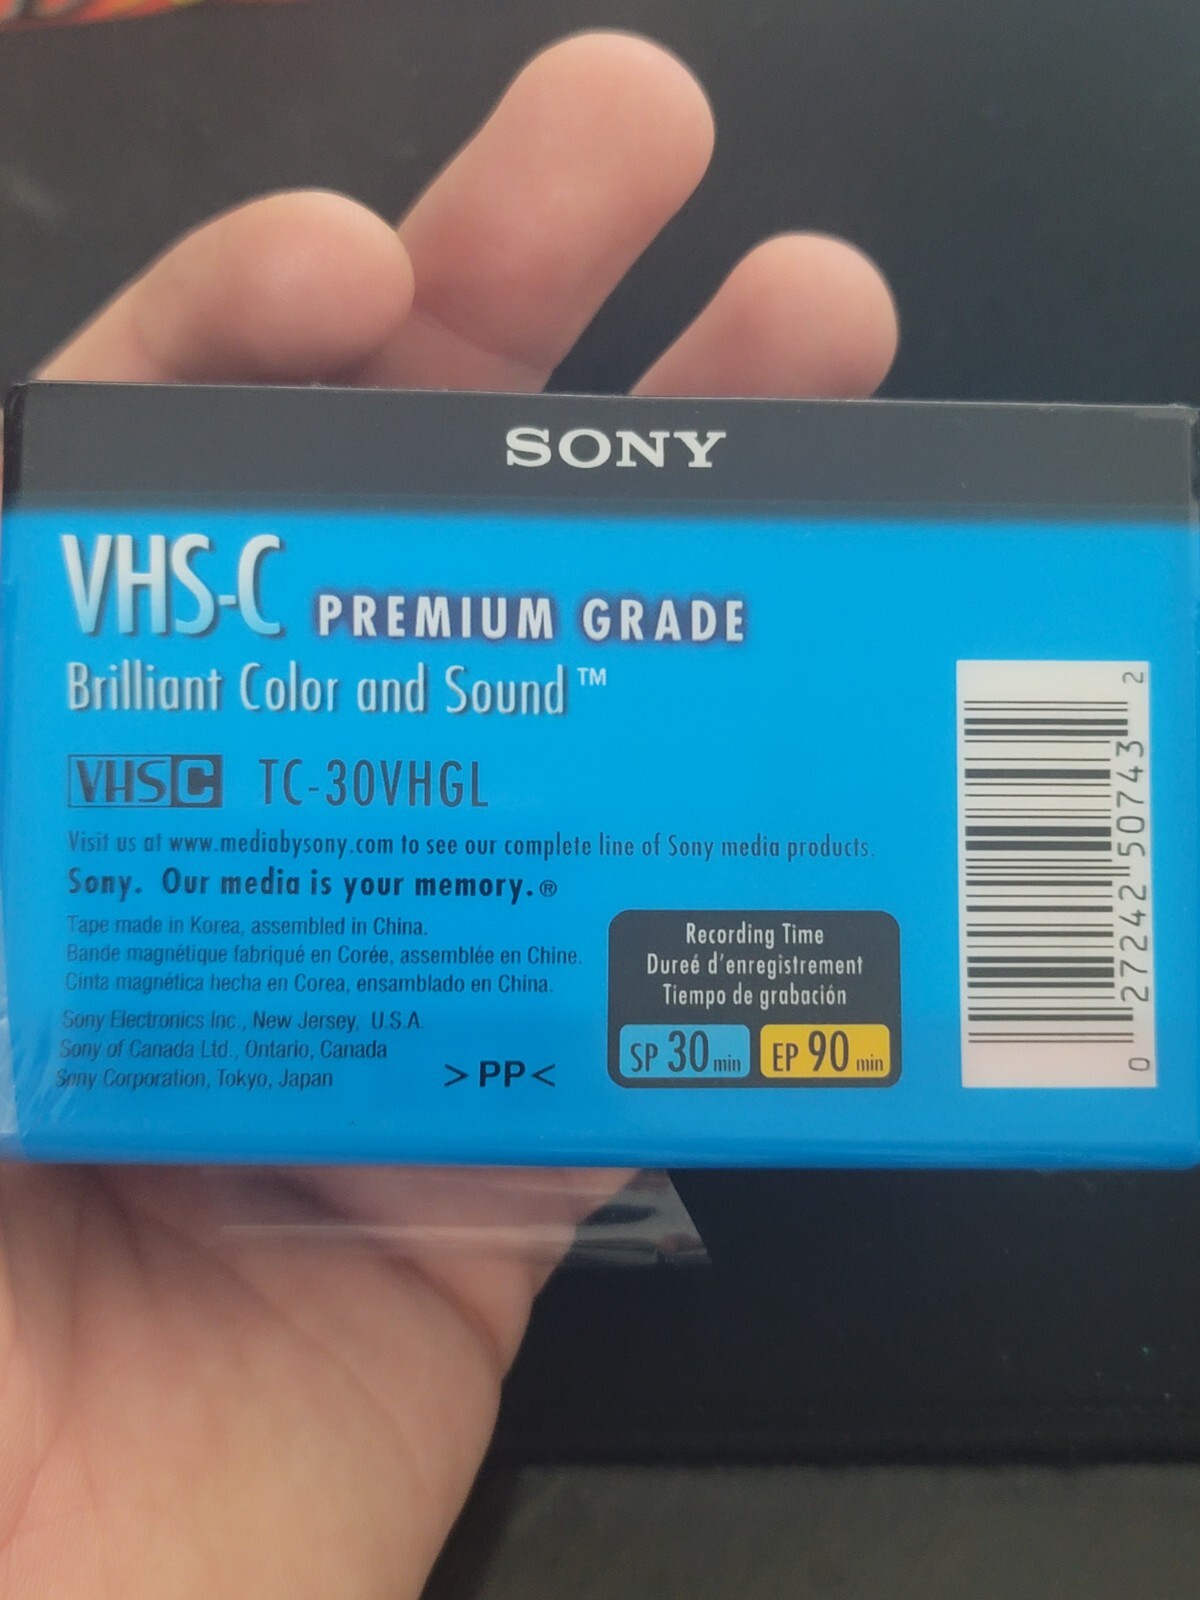 SONY
VHS-C PREMIUM GRADE
Brilliant Color and Sound™
VHSC TC-30VHGL
Visit us at www.mediabysony.com to see our complete line of Sony media products.
Sony. Our media is your memory.®
Tape made in Korea, assembled in China.
Bande magnétique fabriqué en Corée, assemblée en Chine.
Cinta magnética hecha en Corea, ensamblado en China.
Sony Electronics Inc., New Jersey, U.S.A.
Sony of Canada Ltd., Ontario, Canada
Sony Corporation, Tokyo, Japan
>PP<
Recording Time
Dureé d'enregistrement
Tiempo de grabación
SP 30 min EP 90 min
0 27242 50743 2